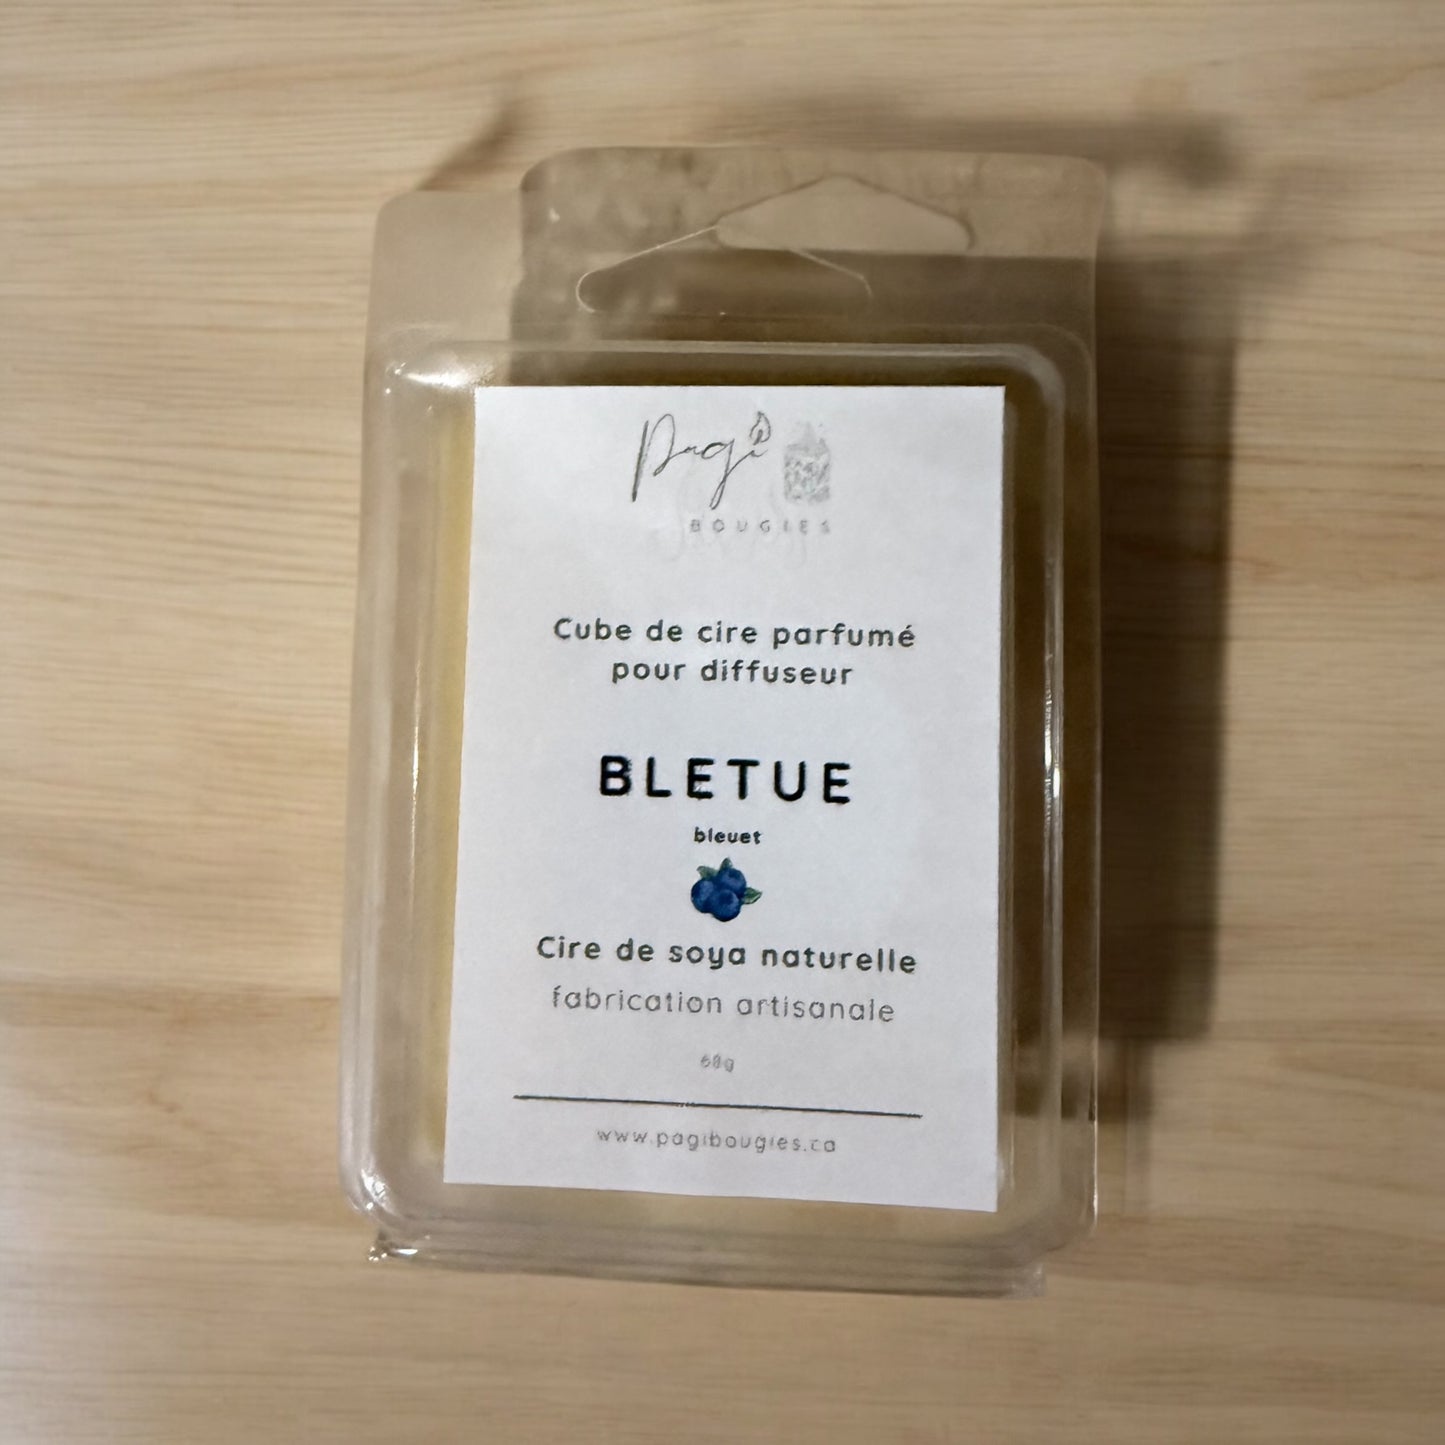 Pagi
BOUGIES
Cube de cire parfumé
pour diffuseur
BLETUE
bleuet
Cire de soya naturelle
fabrication artisanale
60g
www.pagibougies.ca